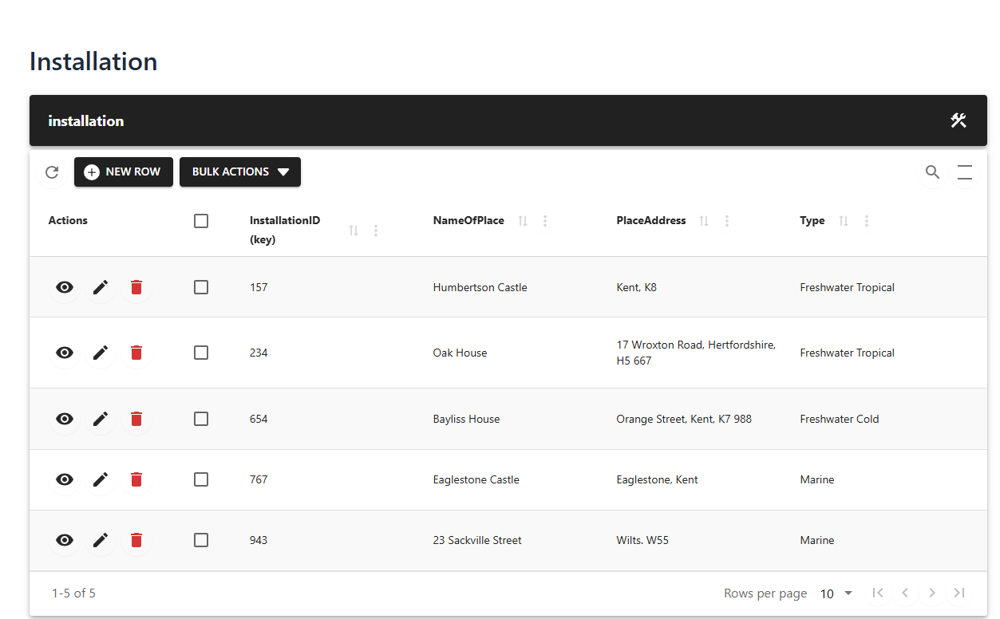 Installation
installation
NEW ROW
BULK ACTIONS
Actions
InstallationID
(key)
NameOfPlace
PlaceAddress
Type
157
Humbertson Castle
Kent, K8
Freshwater Tropical
234
Oak House
17 Wroxton Road, Hertfordshire,
H5 667
Freshwater Tropical
654
Bayliss House
Orange Street, Kent, K7 988
Freshwater Cold
767
Eaglestone Castle
Eaglestone, Kent
Marine
943
23 Sackville Street
Wilts. W55
Marine
1-5 of 5
Rows per page
10